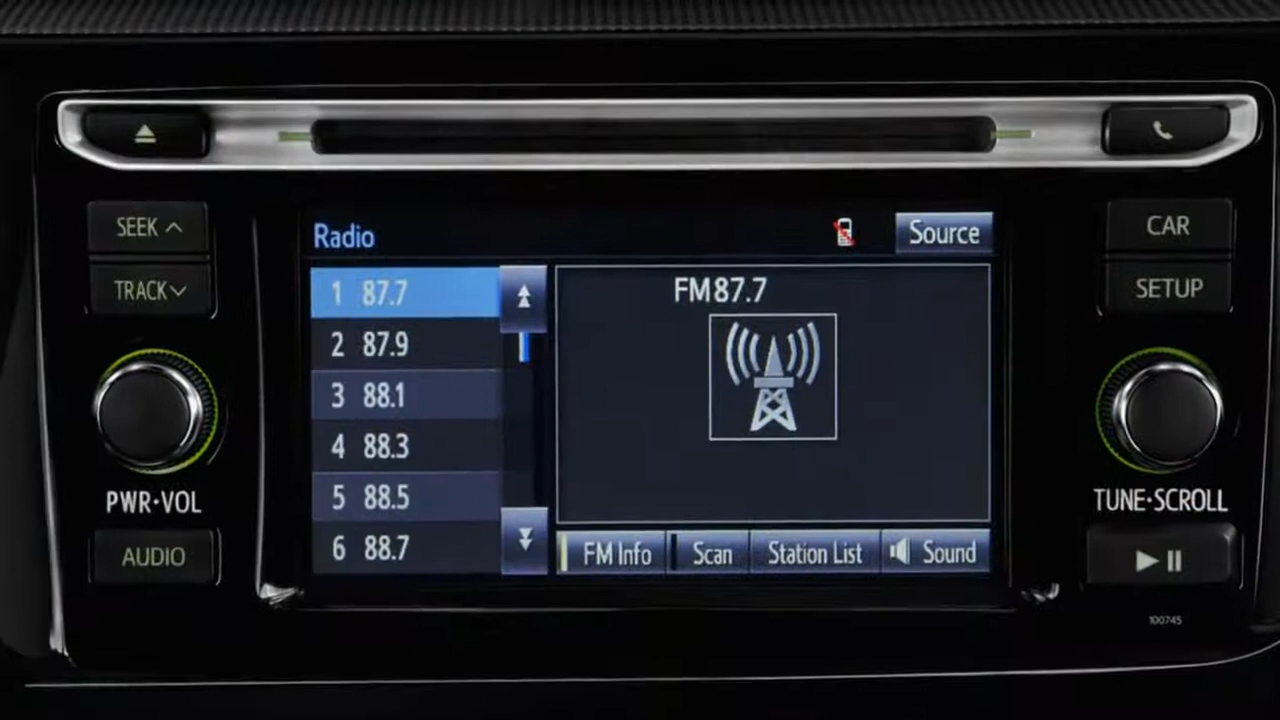 SEEK
TRACK
PWR•VOL
AUDIO
Radio
Source
1 87.7
2 87.9
3 88.1
4 88.3
5 88.5
6 88.7
FM 87.7
FM Info
Scan
Station List
Sound
CAR
SETUP
TUNE•SCROLL
100745